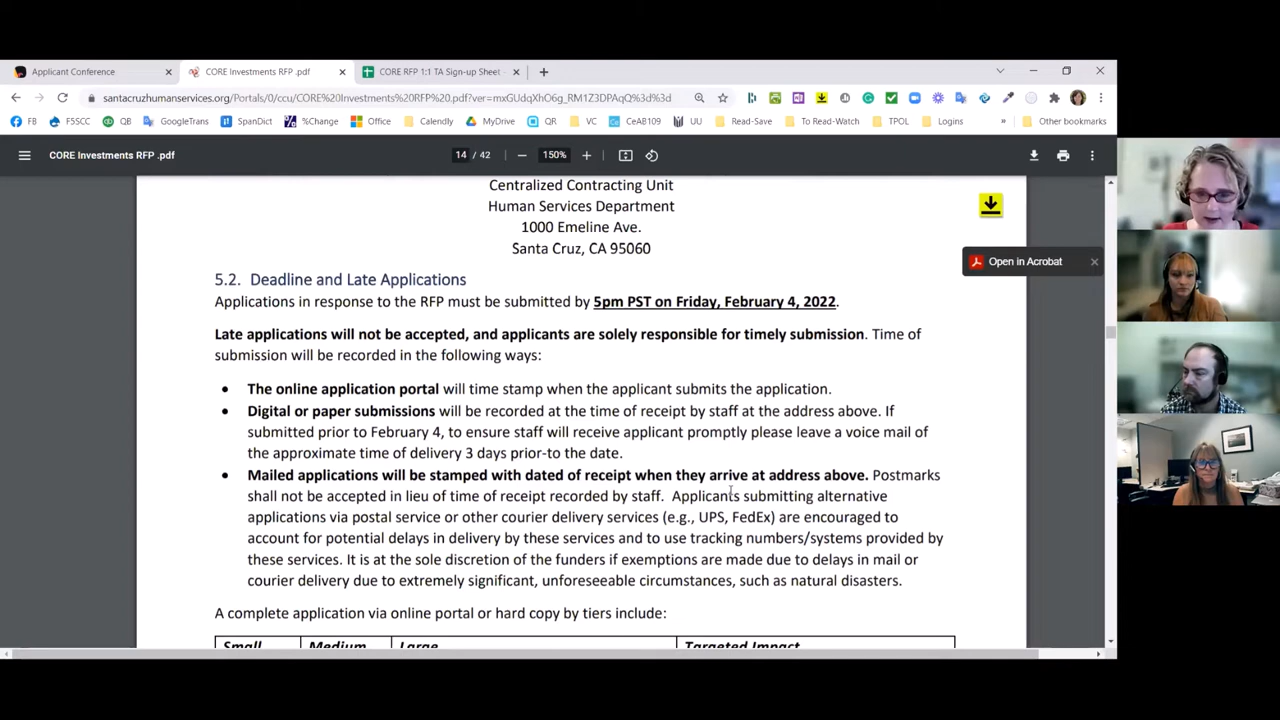 Applicant Conference
CORE Investments RFP .pdf
CORE RFP 1:1 TA Sign-up Sheet
santacruzhumanservices.org/Portals/0/ccu/CORE%20Investments%20RFP%20.pdf?ver=mxGUdqXhO6g_RM1Z3DPAqQ%3d%3d
FB F5SCC QB GoogleTrans SpanDict %Change Office Calendly MyDrive QR VC CeAB109 UU Read-Save To Read-Watch TPOL Logins » Other bookmarks
CORE Investments RFP .pdf 14 / 42 150%
Centralized Contracting Unit
Human Services Department
1000 Emeline Ave.
Santa Cruz, CA 95060
Open in Acrobat
5.2. Deadline and Late Applications
Applications in response to the RFP must be submitted by 5pm PST on Friday, February 4, 2022.
Late applications will not be accepted, and applicants are solely responsible for timely submission. Time of
submission will be recorded in the following ways:
• The online application portal will time stamp when the applicant submits the application.
• Digital or paper submissions will be recorded at the time of receipt by staff at the address above. If
submitted prior to February 4, to ensure staff will receive applicant promptly please leave a voice mail of
the approximate time of delivery 3 days prior-to the date.
• Mailed applications will be stamped with dated of receipt when they arrive at address above. Postmarks
shall not be accepted in lieu of time of receipt recorded by staff. Applicants submitting alternative
applications via postal service or other courier delivery services (e.g., UPS, FedEx) are encouraged to
account for potential delays in delivery by these services and to use tracking numbers/systems provided by
these services. It is at the sole discretion of the funders if exemptions are made due to delays in mail or
courier delivery due to extremely significant, unforeseeable circumstances, such as natural disasters.
A complete application via online portal or hard copy by tiers include:
Small Medium Large Targeted Impact